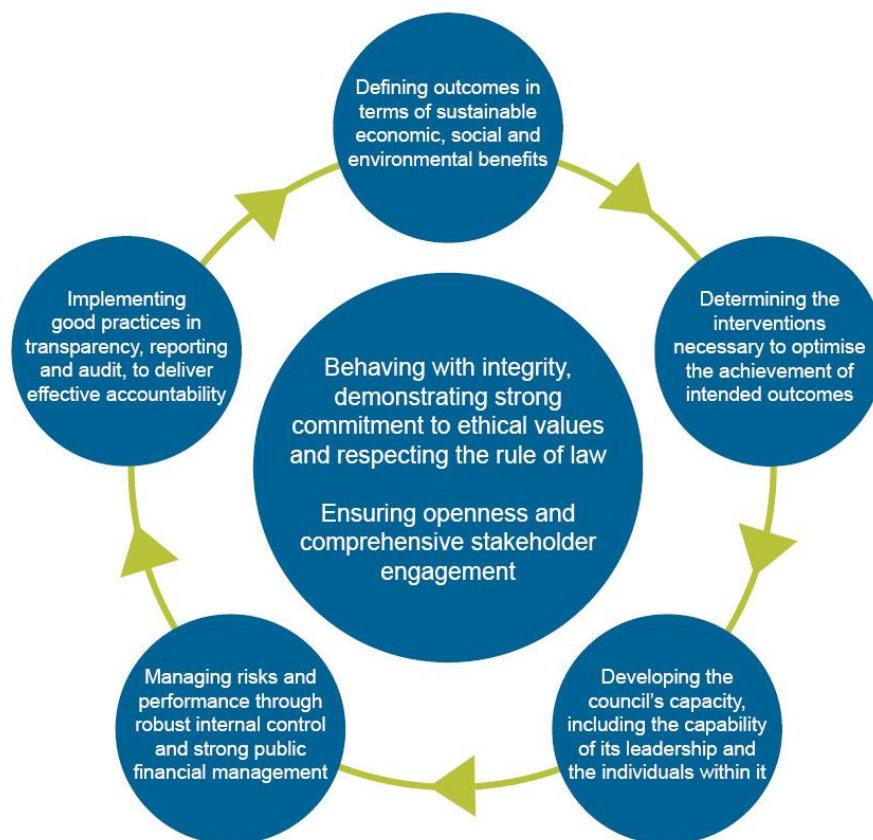 Defining outcomes in
terms of sustainable
economic, social and
environmental benefits
Determining the
interventions
necessary to optimise
the achievement of
intended outcomes
Developing the
council's capacity,
including the capability
of its leadership and
the individuals within it
Managing risks and
performance through
robust internal control
and strong public
financial management
Implementing
good practices in
transparency, reporting
and audit, to deliver
effective accountability
Behaving with integrity,
demonstrating strong
commitment to ethical values
and respecting the rule of law
Ensuring openness and
comprehensive stakeholder
engagement